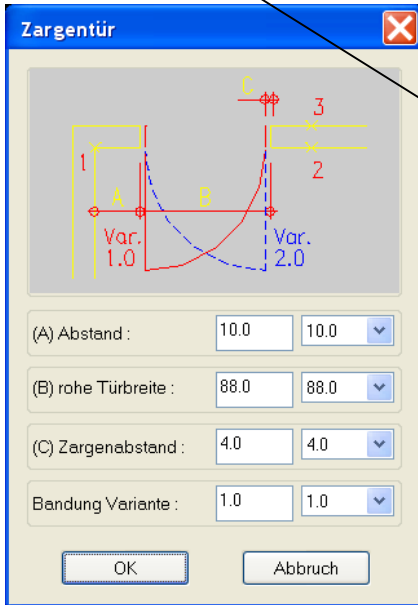 Zargentür
C
3
1
2
A
B
Var.
1.0
Var.
2.0
(A) Abstand : 10.0 10.0
(B) rohe Türbreite : 88.0 88.0
(C) Zargenabstand : 4.0 4.0
Bandung Variante : 1.0 1.0
OK Abbruch